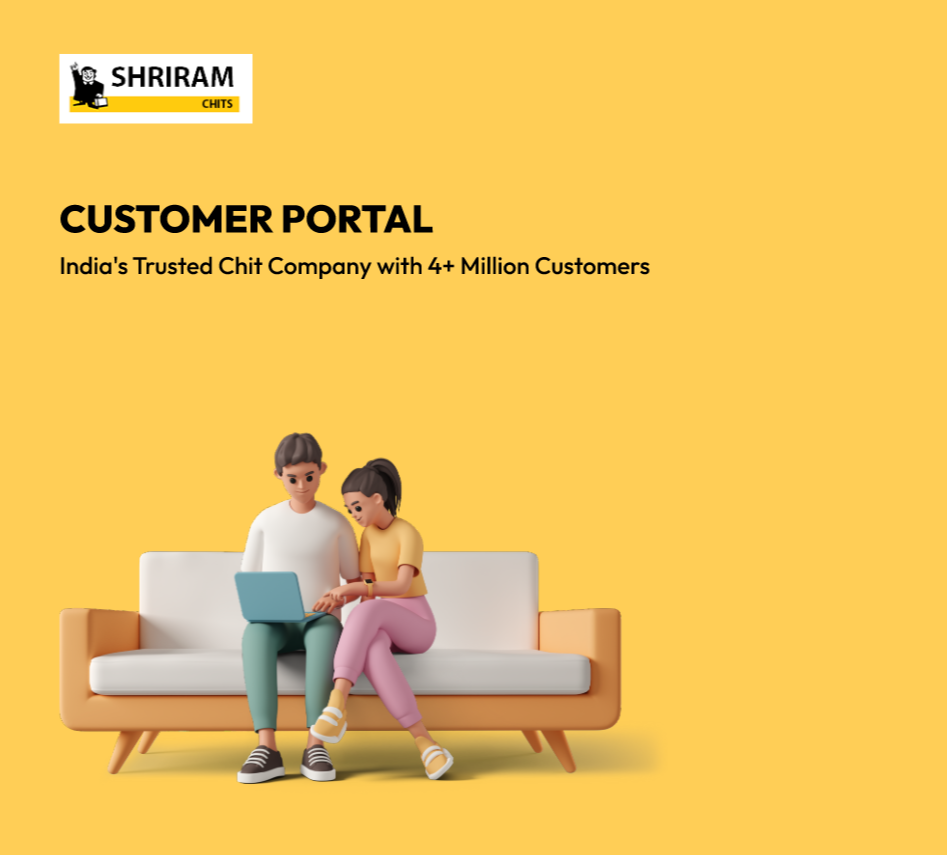 SHRIRAM
CHITS
CUSTOMER PORTAL
India's Trusted Chit Company with 4+ Million Customers